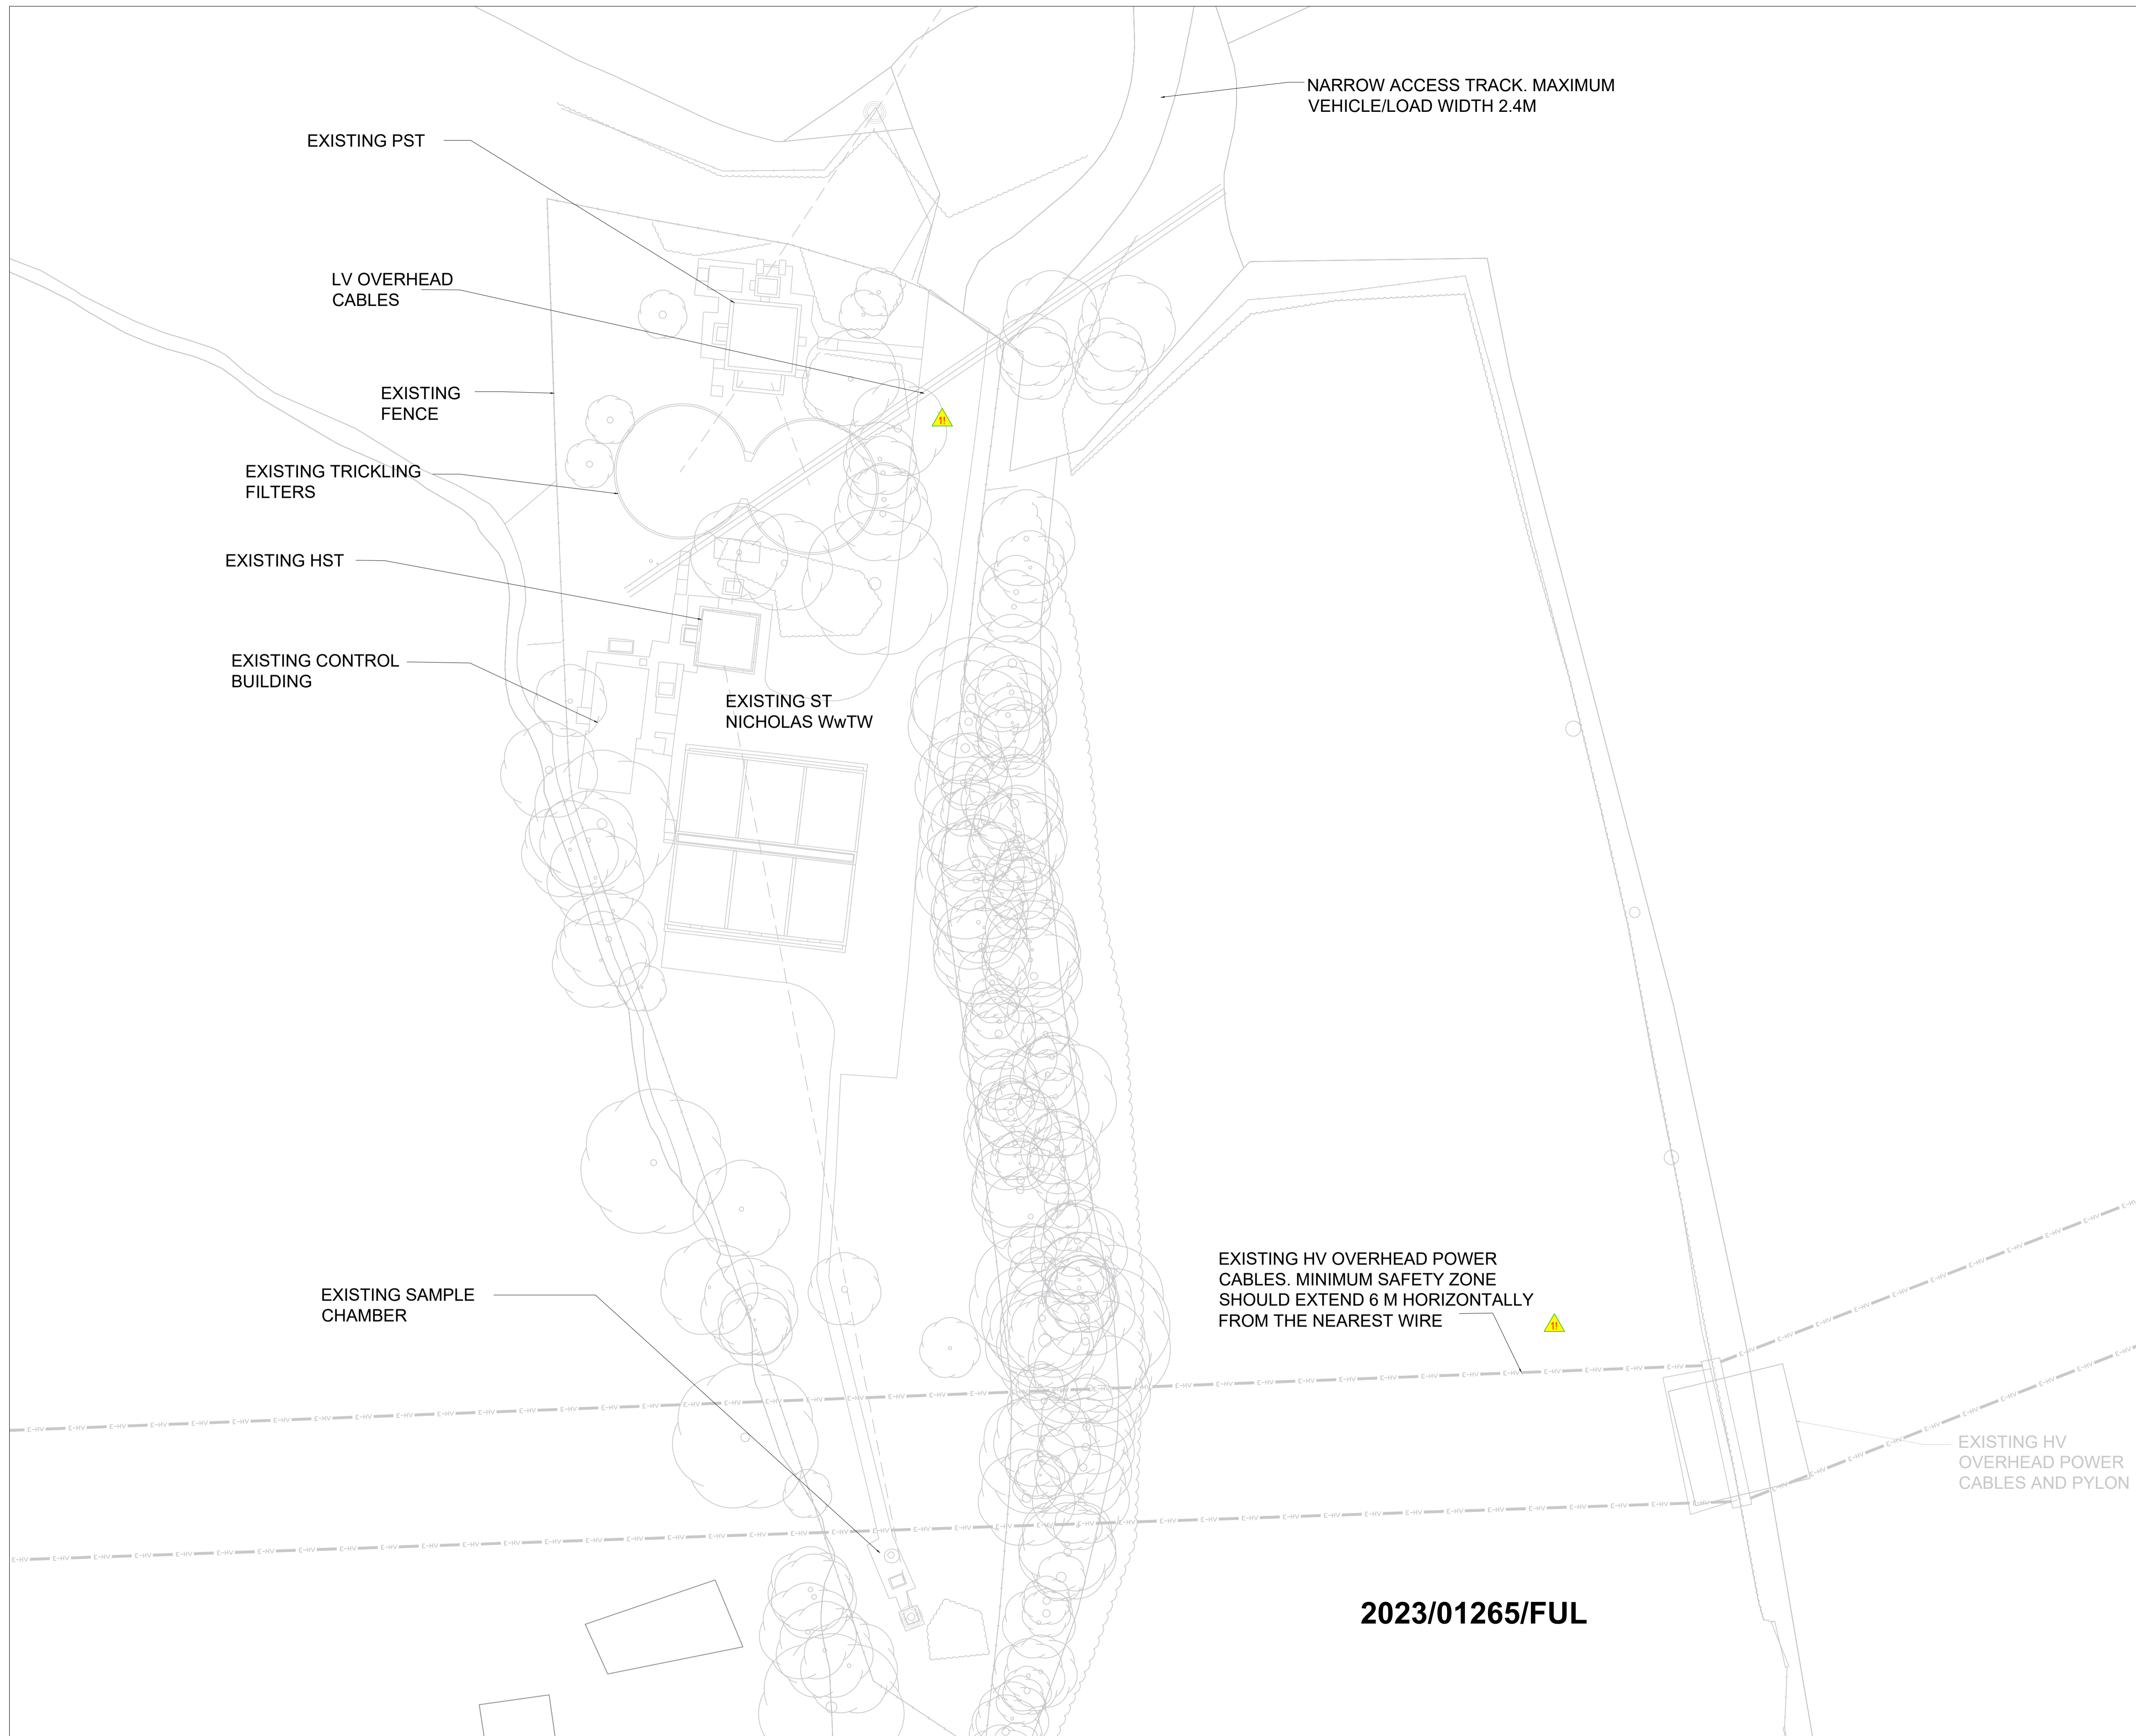 NARROW ACCESS TRACK. MAXIMUM
VEHICLE/LOAD WIDTH 2.4M
EXISTING PST
LV OVERHEAD
CABLES
EXISTING
FENCE
!!
EXISTING TRICKLING
FILTERS
EXISTING HST
EXISTING CONTROL
BUILDING
EXISTING ST
NICHOLAS WwTW
EXISTING HV OVERHEAD POWER
CABLES. MINIMUM SAFETY ZONE
SHOULD EXTEND 6 M HORIZONTALLY
FROM THE NEAREST WIRE
!!
EXISTING SAMPLE
CHAMBER
E-HV
EXISTING HV
OVERHEAD POWER
CABLES AND PYLON
2023/01265/FUL